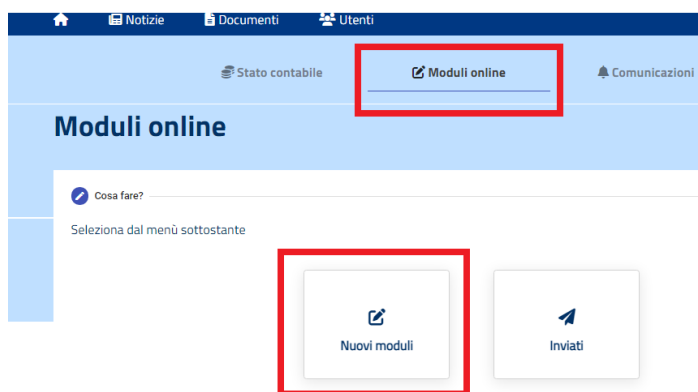 Notizie Documenti Utenti
Stato contabile Moduli online Comunicazioni
Moduli online
Cosa fare?
Seleziona dal menù sottostante
Nuovi moduli Inviati